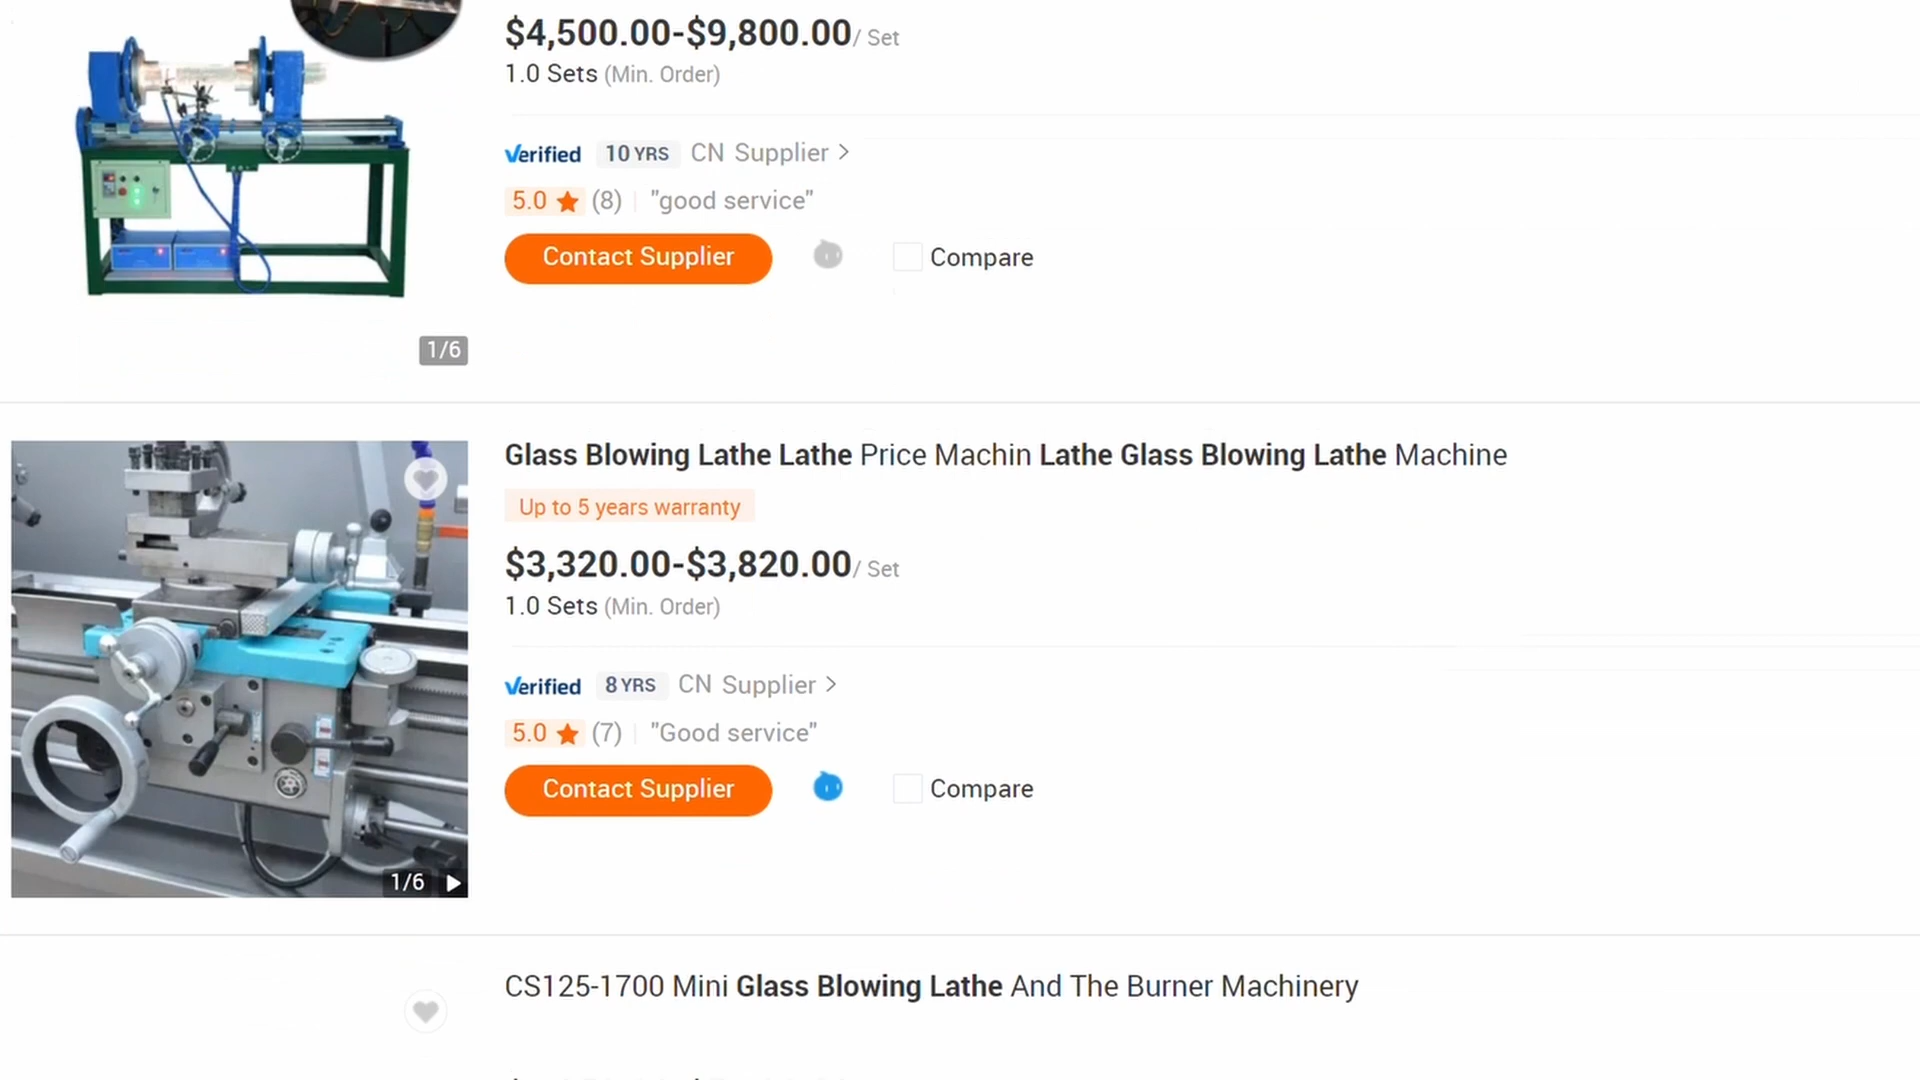 $4,500.00-$9,800.00/ Set
1.0 Sets (Min. Order)
Verified 10 YRS CN Supplier >
5.0 ★ (8) "good service"
Contact Supplier
Compare
1/6
Glass Blowing Lathe Lathe Price Machin Lathe Glass Blowing Lathe Machine
Up to 5 years warranty
$3,320.00-$3,820.00/ Set
1.0 Sets (Min. Order)
Verified 8 YRS CN Supplier >
5.0 ★ (7) "Good service"
Contact Supplier
Compare
1/6
CS125-1700 Mini Glass Blowing Lathe And The Burner Machinery